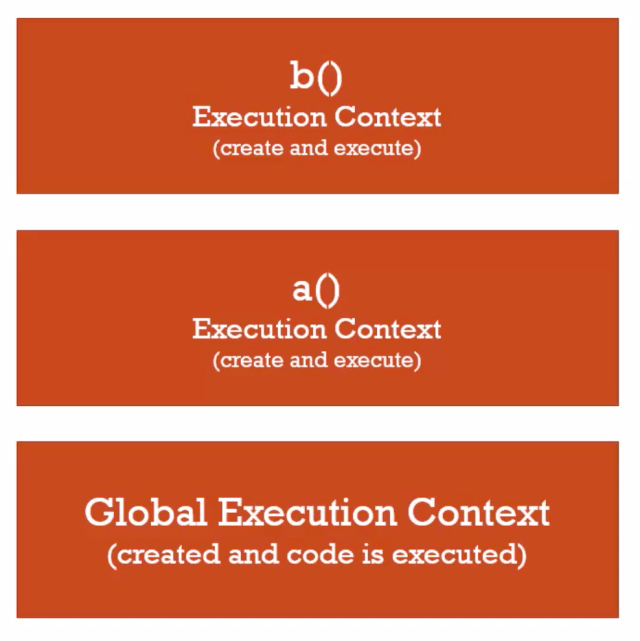 b()
Execution Context
(create and execute)
a()
Execution Context
(create and execute)
Global Execution Context
(created and code is executed)